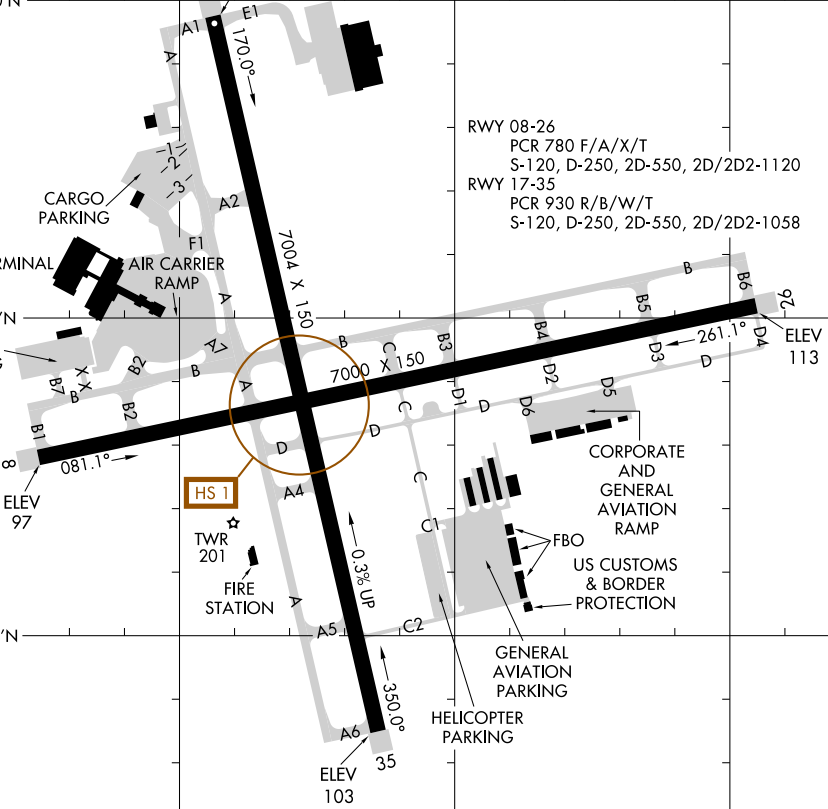 'N
A1
E1
A
170.0°
RWY 08-26
PCR 780 F/A/X/T
S-120, D-250, 2D-550, 2D/2D2-1120
RWY 17-35
PCR 930 R/B/W/T
S-120, D-250, 2D-550, 2D/2D2-1058
1
2
3
CARGO
PARKING
A2
F1
RMINAL
AIR CARRIER
RAMP
7004 X 150
A
B
B6
26
'N
B5
B4
B3
B
C
261.1°
ELEV
113
D4
D3
D
A7
7000 X 150
G
B2
B
A
X
X
B7
B
D2
D5
D1
D
D6
C
B2
B1
D
D
8
081.1°
ELEV
97
CORPORATE
AND
GENERAL
AVIATION
RAMP
HS 1
A4
C
TWR
201
C1
FBO
0.3% UP
FIRE
STATION
US CUSTOMS
& BORDER
PROTECTION
A
A5
C2
'N
GENERAL
AVIATION
PARKING
350.0°
HELICOPTER
PARKING
A6
35
ELEV
103